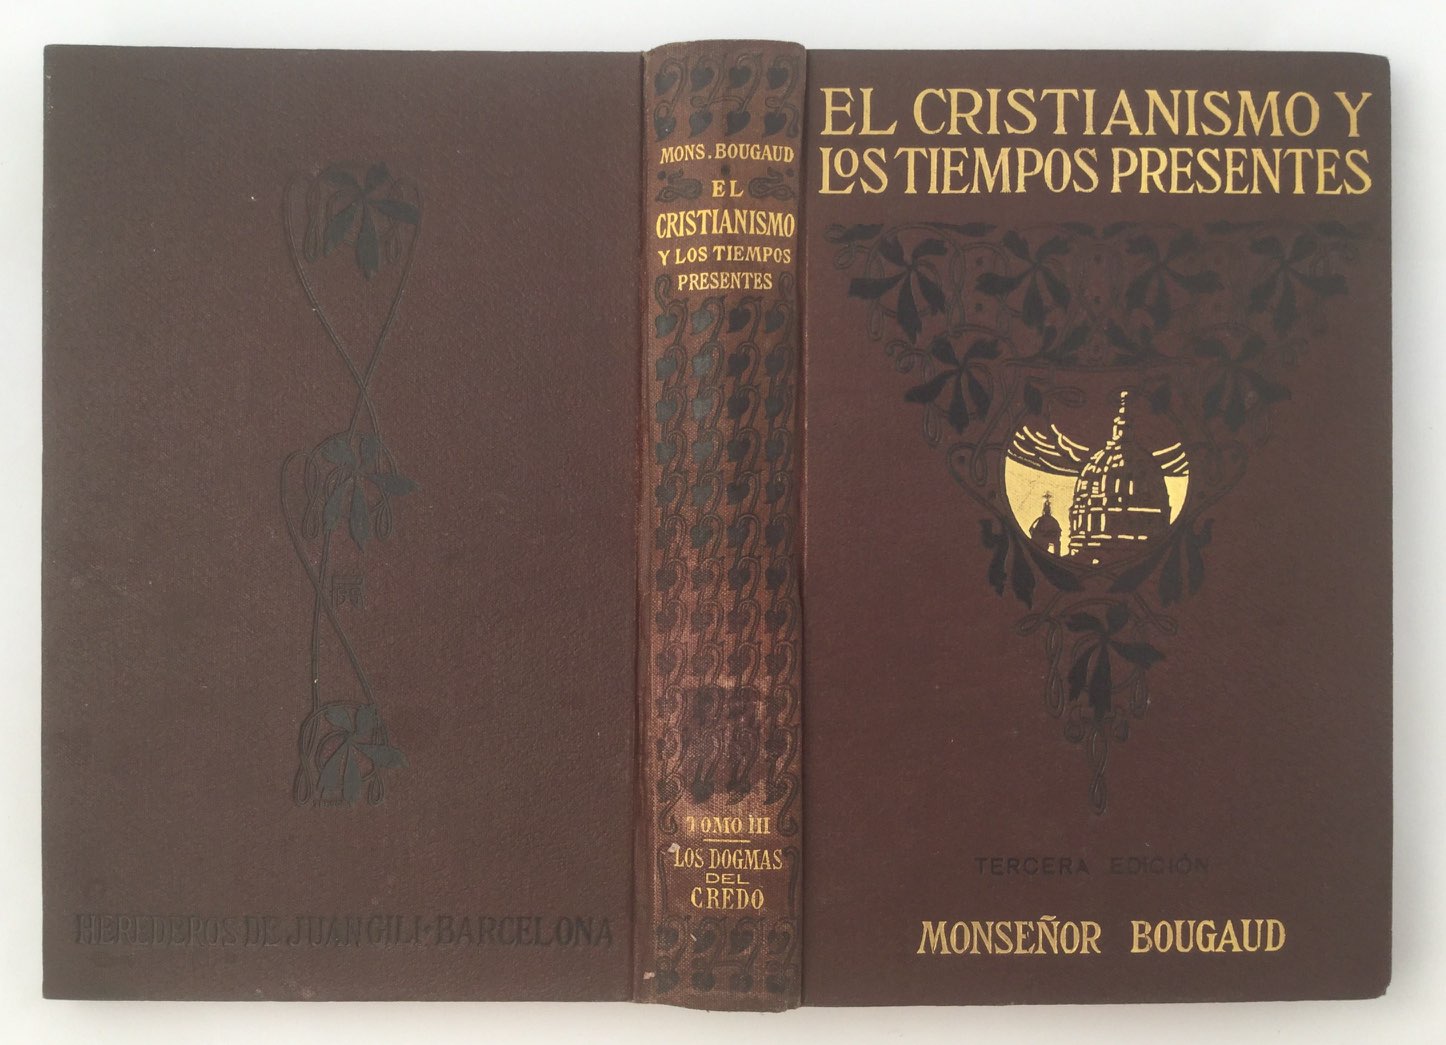 HEREDEROS DE JUAN GILI - BARCELONA
MONS. BOUGAUD
EL
CRISTIANISMO
Y LOS TIEMPOS
PRESENTES
TOMO III
LOS DOGMAS
DEL
CREDO
EL CRISTIANISMO Y
LOS TIEMPOS PRESENTES
TERCERA EDICIÓN
MONSEÑOR BOUGAUD